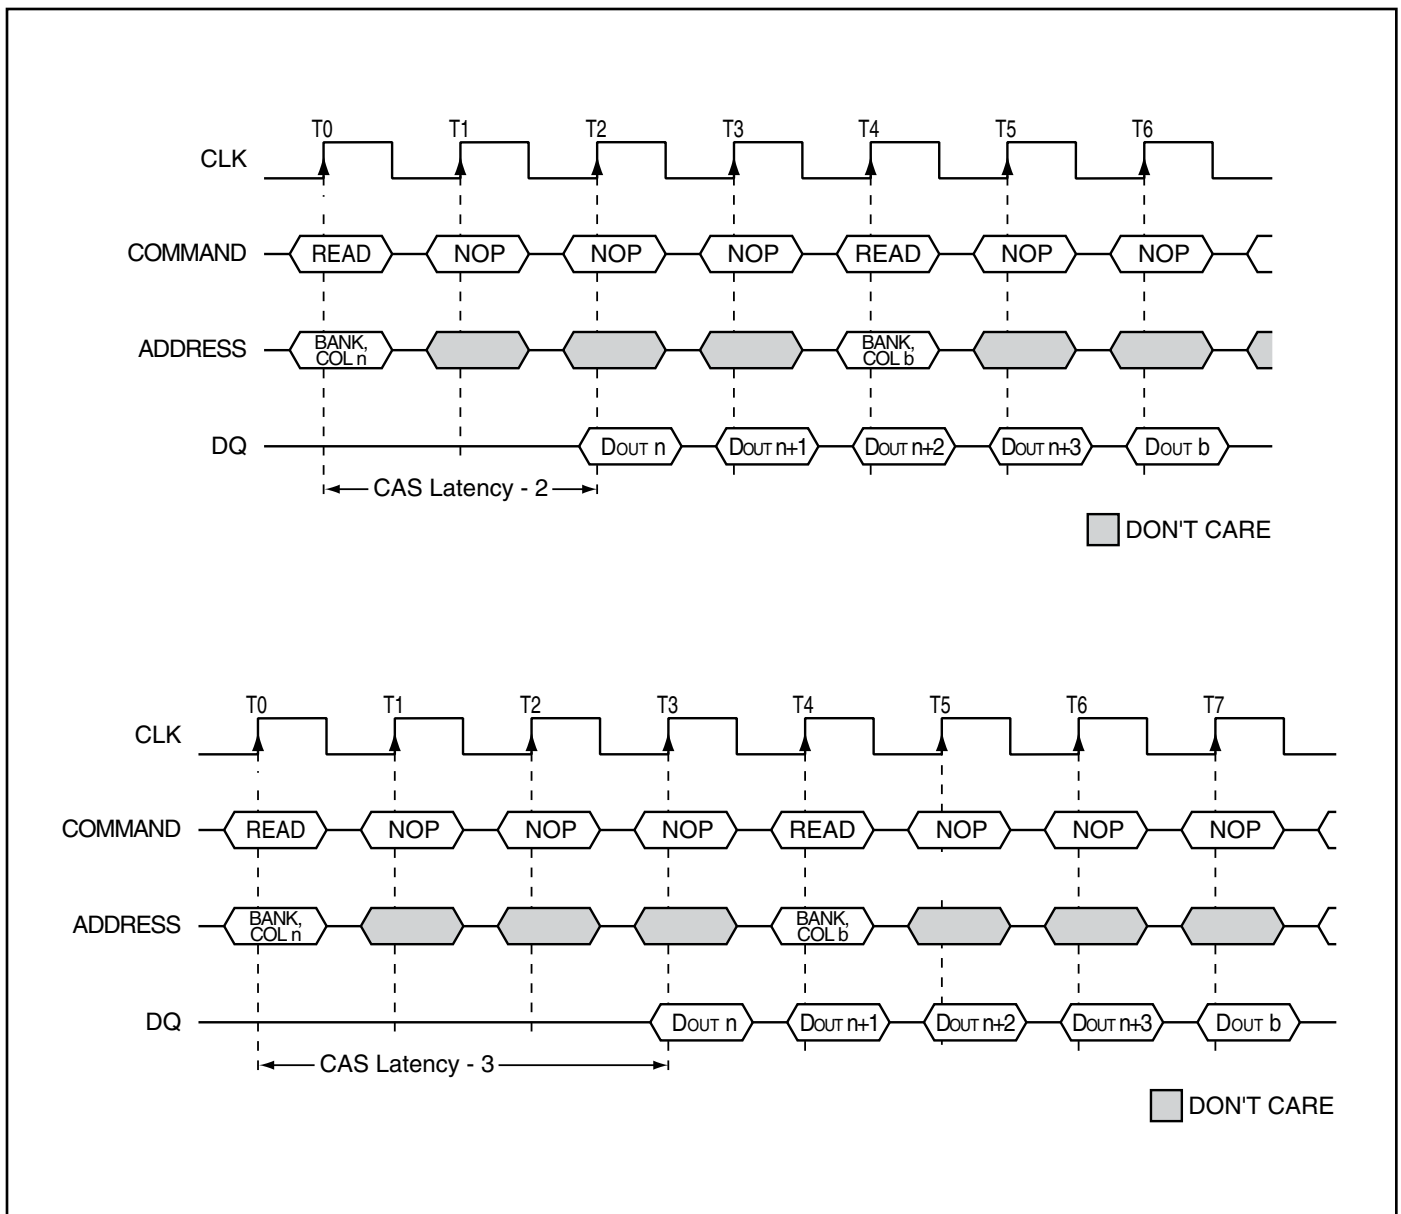 T0 T1 T2 T3 T4 T5 T6
CLK
COMMAND READ NOP NOP NOP READ NOP NOP
ADDRESS BANK, COL n BANK, COL b
DQ DOUT n DOUT n+1 DOUT n+2 DOUT n+3 DOUT b
CAS Latency - 2
DON'T CARE
T0 T1 T2 T3 T4 T5 T6 T7
CLK
COMMAND READ NOP NOP NOP READ NOP NOP NOP
ADDRESS BANK, COL n BANK, COL b
DQ DOUT n DOUT n+1 DOUT n+2 DOUT n+3 DOUT b
CAS Latency - 3
DON'T CARE